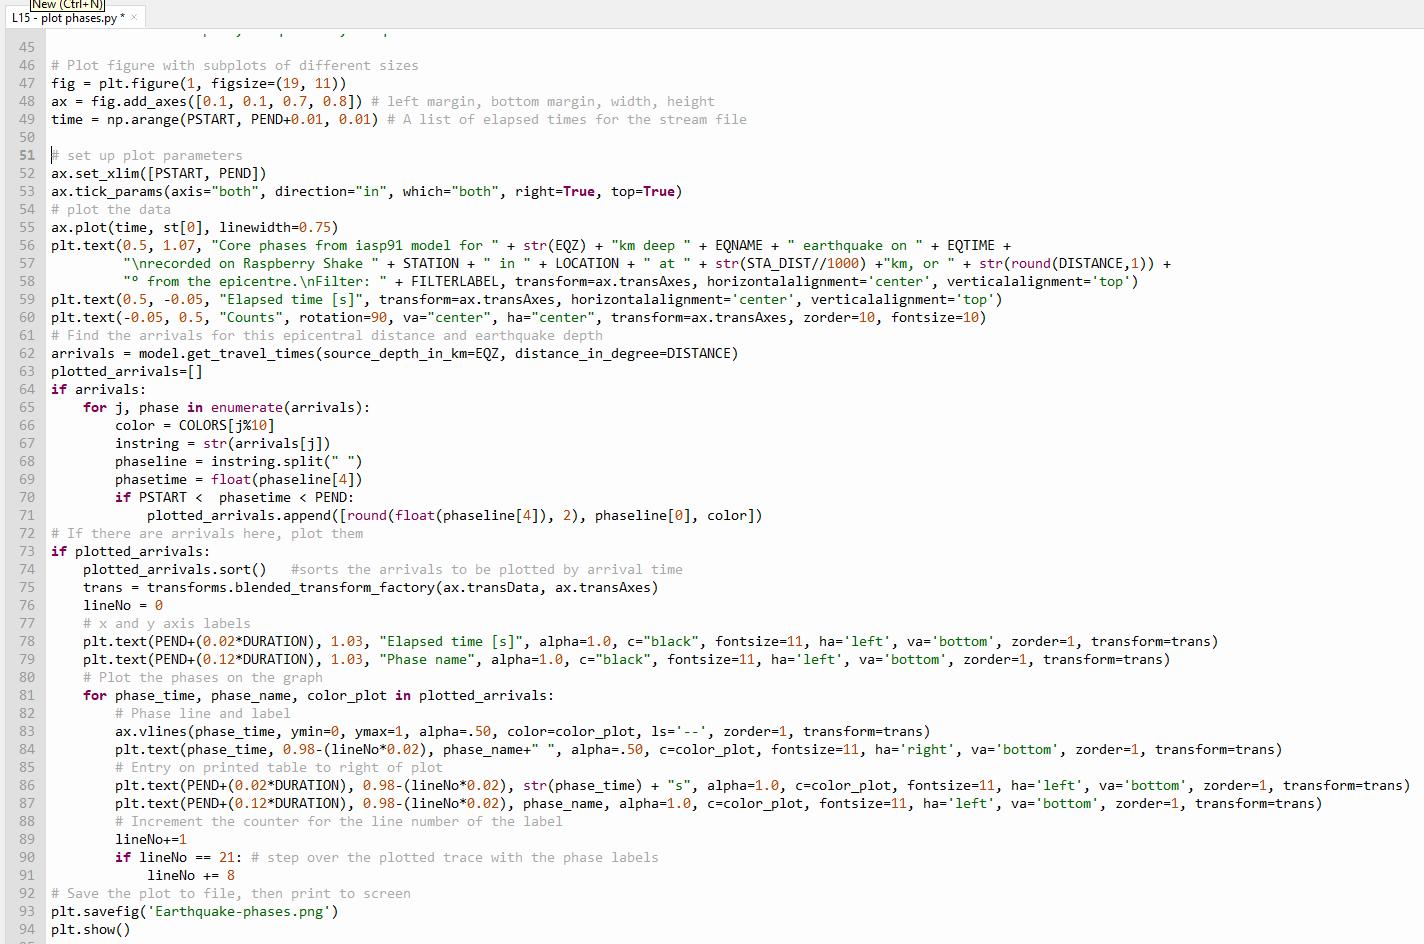 New (Ctrl+N)
L15 - plot phases.py * ×
45
46 # Plot figure with subplots of different sizes
47 fig = plt.figure(1, figsize=(19, 11))
48 ax = fig.add_axes([0.1, 0.1, 0.7, 0.8]) # left margin, bottom margin, width, height
49 time = np.arange(PSTART, PEND+0.01, 0.01) # A list of elapsed times for the stream file
50
51 # set up plot parameters
52 ax.set_xlim([PSTART, PEND])
53 ax.tick_params(axis="both", direction="in", which="both", right=True, top=True)
54 # plot the data
55 ax.plot(time, st[0], linewidth=0.75)
56 plt.text(0.5, 1.07, "Core phases from iasp91 model for " + str(EQZ) + "km deep " + EQNAME + " earthquake on " + EQTIME +
57          "\nrecorded on Raspberry Shake " + STATION + " in " + LOCATION + " at " + str(STA_DIST//1000) +"km, or " + str(round(DISTANCE,1)) +
58          "° from the epicentre.\nFilter: " + FILTERLABEL, transform=ax.transAxes, horizontalalignment='center', verticalalignment='top')
59 plt.text(0.5, -0.05, "Elapsed time [s]", transform=ax.transAxes, horizontalalignment='center', verticalalignment='top')
60 plt.text(-0.05, 0.5, "Counts", rotation=90, va="center", ha="center", transform=ax.transAxes, zorder=10, fontsize=10)
61 # Find the arrivals for this epicentral distance and earthquake depth
62 arrivals = model.get_travel_times(source_depth_in_km=EQZ, distance_in_degree=DISTANCE)
63 plotted_arrivals=[]
64 if arrivals:
65     for j, phase in enumerate(arrivals):
66         color = COLORS[j%10]
67         instring = str(arrivals[j])
68         phaseline = instring.split(" ")
69         phasetime = float(phaseline[4])
70         if PSTART <  phasetime < PEND:
71             plotted_arrivals.append([round(float(phaseline[4]), 2), phaseline[0], color])
72 # If there are arrivals here, plot them
73 if plotted_arrivals:
74     plotted_arrivals.sort()   #sorts the arrivals to be plotted by arrival time
75     trans = transforms.blended_transform_factory(ax.transData, ax.transAxes)
76     lineNo = 0
77     # x and y axis labels
78     plt.text(PEND+(0.02*DURATION), 1.03, "Elapsed time [s]", alpha=1.0, c="black", fontsize=11, ha='left', va='bottom', zorder=1, transform=trans)
79     plt.text(PEND+(0.12*DURATION), 1.03, "Phase name", alpha=1.0, c="black", fontsize=11, ha='left', va='bottom', zorder=1, transform=trans)
80     # Plot the phases on the graph
81     for phase_time, phase_name, color_plot in plotted_arrivals:
82         # Phase line and label
83         ax.vlines(phase_time, ymin=0, ymax=1, alpha=.50, color=color_plot, ls='--', zorder=1, transform=trans)
84         plt.text(phase_time, 0.98-(lineNo*0.02), phase_name+" ", alpha=.50, c=color_plot, fontsize=11, ha='right', va='bottom', zorder=1, transform=trans)
85         # Entry on printed table to right of plot
86         plt.text(PEND+(0.02*DURATION), 0.98-(lineNo*0.02), str(phase_time) + "s", alpha=1.0, c=color_plot, fontsize=11, ha='left', va='bottom', zorder=1, transform=trans)
87         plt.text(PEND+(0.12*DURATION), 0.98-(lineNo*0.02), phase_name, alpha=1.0, c=color_plot, fontsize=11, ha='left', va='bottom', zorder=1, transform=trans)
88         # Increment the counter for the line number of the label
89         lineNo+=1
90         if lineNo == 21: # step over the plotted trace with the phase labels
91             lineNo += 8
92 # Save the plot to file, then print to screen
93 plt.savefig('Earthquake-phases.png')
94 plt.show()